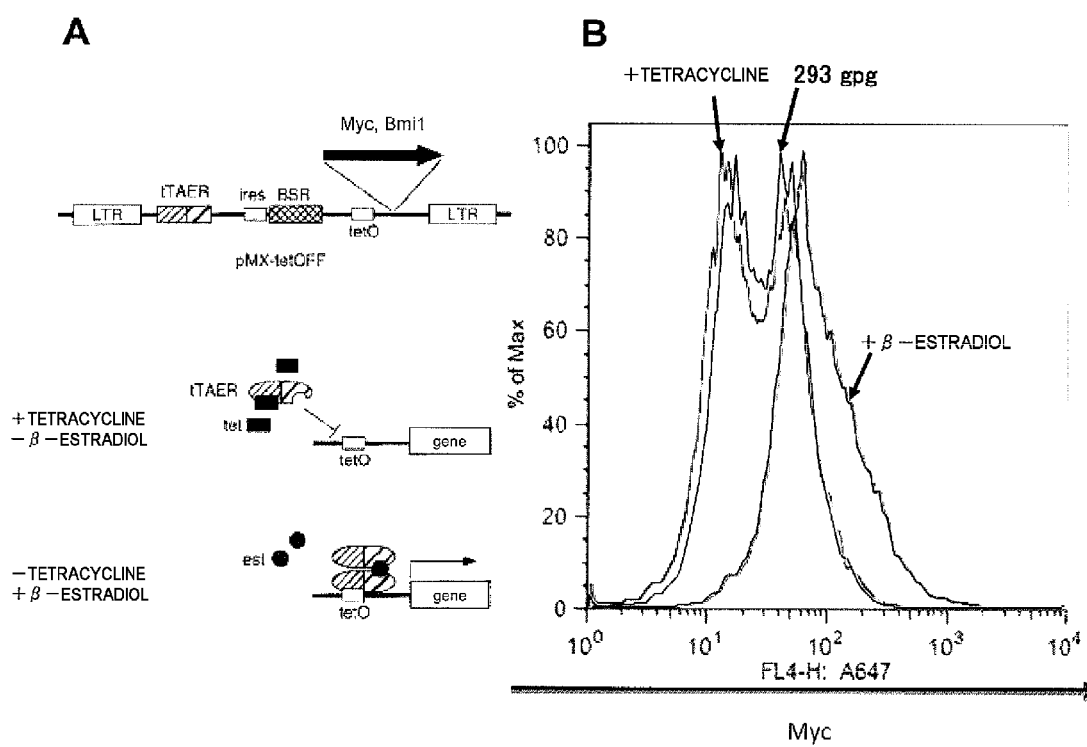 A
Myc, Bmi1
tTAER
ires
BSR
LTR
tetO
LTR
pMX-tetOFF
tTAER
tet
+TETRACYCLINE
-β-ESTRADIOL
gene
tetO
est
-TETRACYCLINE
+β-ESTRADIOL
gene
tetO
B
+TETRACYCLINE
293 gpg
+β-ESTRADIOL
% of Max
100
80
60
40
20
0
10⁰
10¹
10²
10³
10⁴
FL4-H: A647
Myc